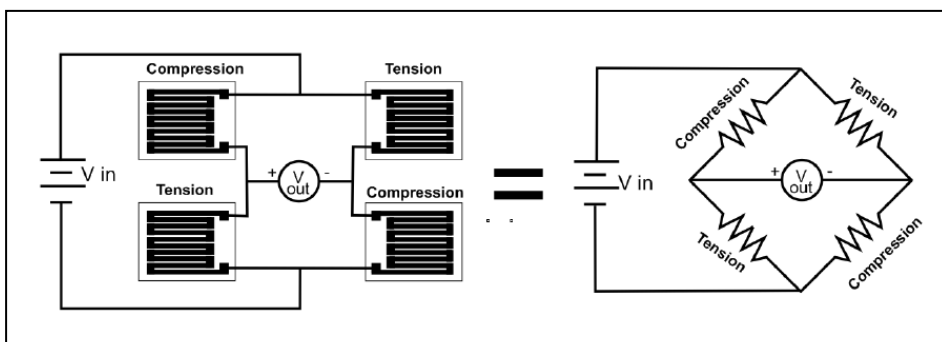 Compression
Tension
V in
+
V
out
-
Tension
Compression
Compression
Tension
V in
+
V
out
-
Tension
Compression